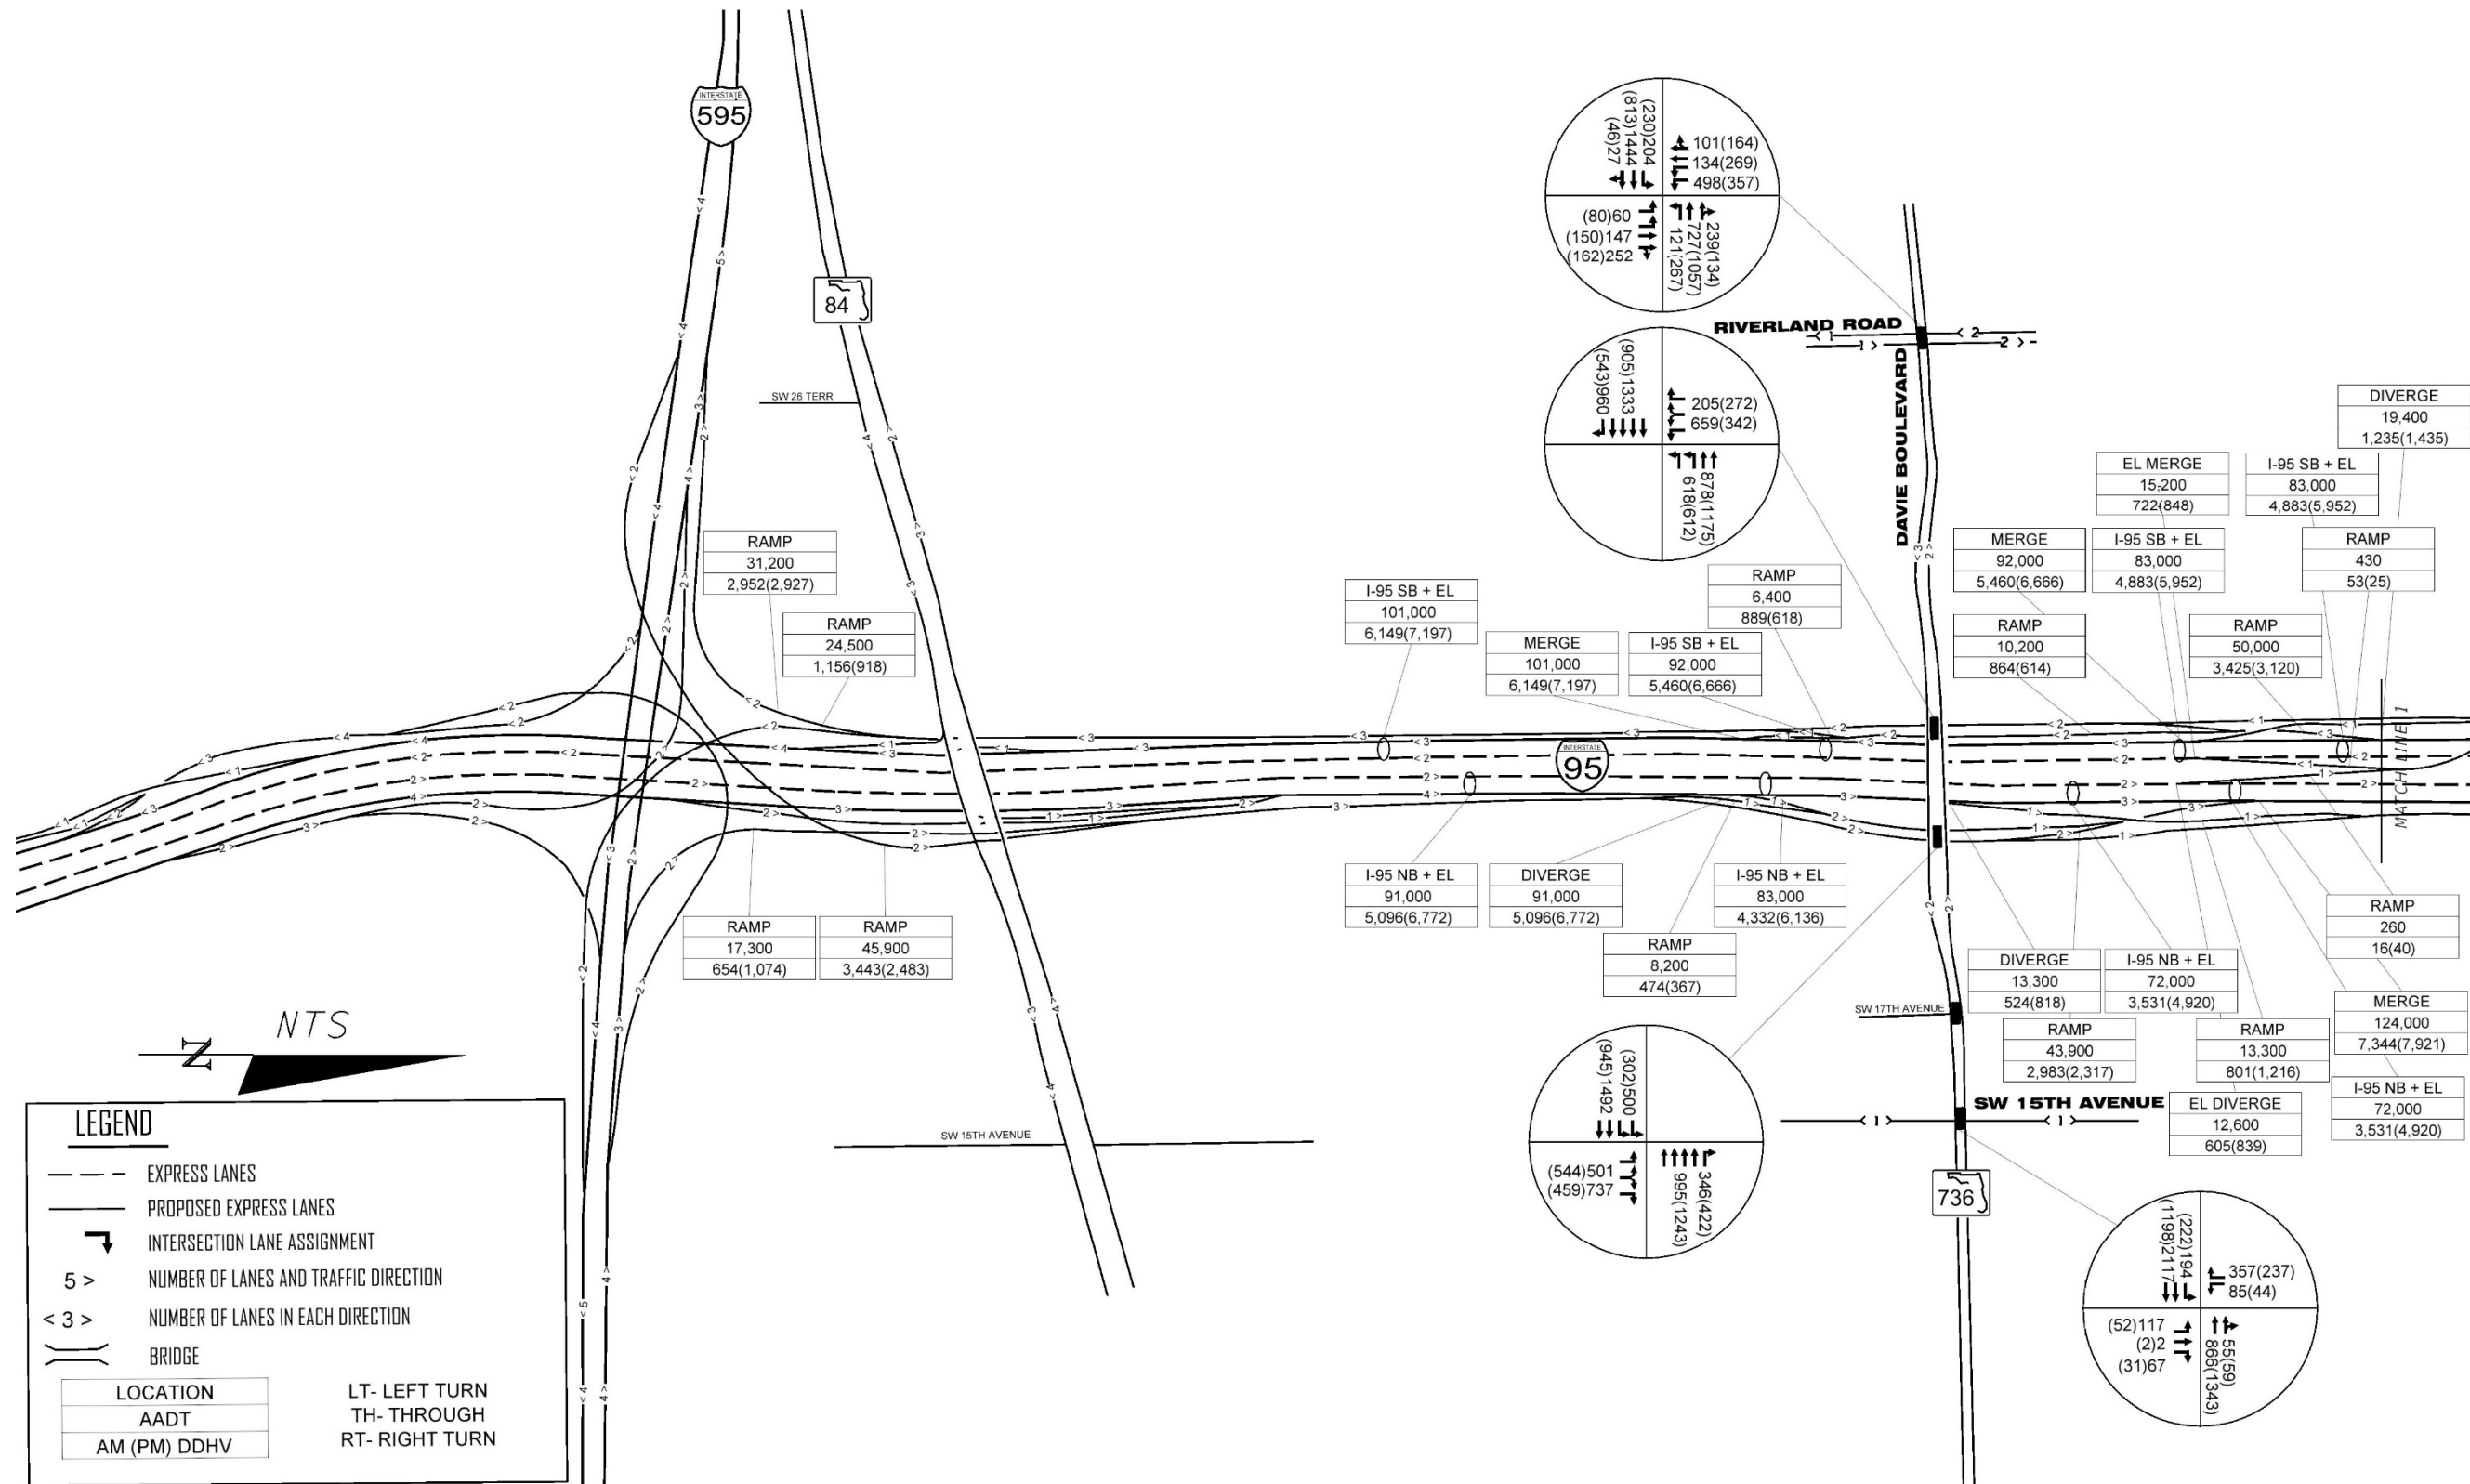 INTERSTATE
595
84
SW 26 TERR
RAMP
31,200
2,952(2,927)
RAMP
24,500
1,156(918)
RAMP
17,300
654(1,074)
RAMP
45,900
3,443(2,483)
SW 15TH AVENUE
(230)204
(813)1444
(46)27
101(164)
134(269)
498(357)
(80)60
(150)147
(162)252
239(134)
727(1057)
121(267)
RIVERLAND ROAD
< 1
1 >
< 2
2 >
(905)1333
(543)960
205(272)
659(342)
878(1175)
618(612)
DAVIE BOULEVARD
I-95 SB + EL
101,000
6,149(7,197)
MERGE
101,000
6,149(7,197)
I-95 SB + EL
92,000
5,460(6,666)
RAMP
6,400
889(618)
MERGE
92,000
5,460(6,666)
RAMP
10,200
864(614)
EL MERGE
15,200
722(848)
I-95 SB + EL
83,000
4,883(5,952)
I-95 SB + EL
83,000
4,883(5,952)
DIVERGE
19,400
1,235(1,435)
RAMP
430
53(25)
RAMP
50,000
3,425(3,120)
INTERSTATE
95
MATCH LINE 1
I-95 NB + EL
91,000
5,096(6,772)
DIVERGE
91,000
5,096(6,772)
I-95 NB + EL
83,000
4,332(6,136)
RAMP
8,200
474(367)
DIVERGE
13,300
524(818)
I-95 NB + EL
72,000
3,531(4,920)
RAMP
43,900
2,983(2,317)
RAMP
13,300
801(1,216)
RAMP
260
16(40)
MERGE
124,000
7,344(7,921)
I-95 NB + EL
72,000
3,531(4,920)
EL DIVERGE
12,600
605(839)
SW 17TH AVENUE
SW 15TH AVENUE
< 1 >
< 1 >
736
(302)500
(945)1492
(544)501
(459)737
346(422)
995(1243)
(222)194
(1198)2117
357(237)
85(44)
(52)117
(2)2
(31)67
55(59)
866(1343)
NTS
N
LEGEND
EXPRESS LANES
PROPOSED EXPRESS LANES
INTERSECTION LANE ASSIGNMENT
5 > NUMBER OF LANES AND TRAFFIC DIRECTION
< 3 > NUMBER OF LANES IN EACH DIRECTION
BRIDGE
LOCATION
AADT
AM (PM) DDHV
LT- LEFT TURN
TH- THROUGH
RT- RIGHT TURN